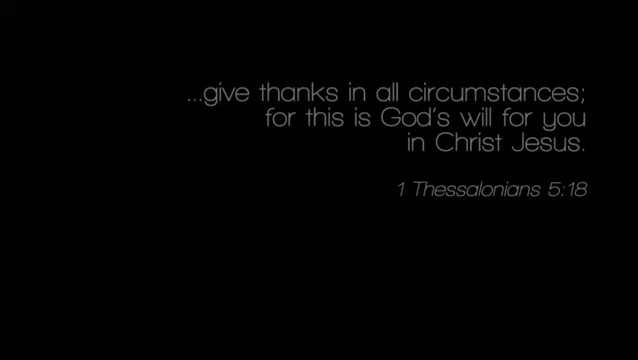 ...give thanks in all circumstances;
for this is God's will for you
in Christ Jesus.
1 Thessalonians 5:18